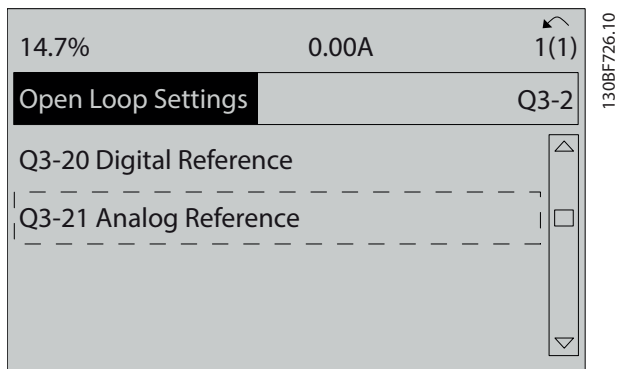 14.7% 0.00A 1(1)
Open Loop Settings Q3-2
Q3-20 Digital Reference
Q3-21 Analog Reference
130BF726.10